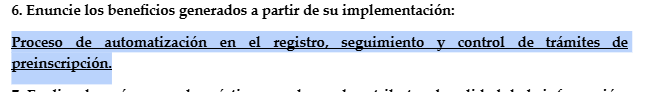 6. Enuncie los beneficios generados a partir de su implementación:
Proceso de automatización en el registro, seguimiento y control de trámites de
preinscripción.